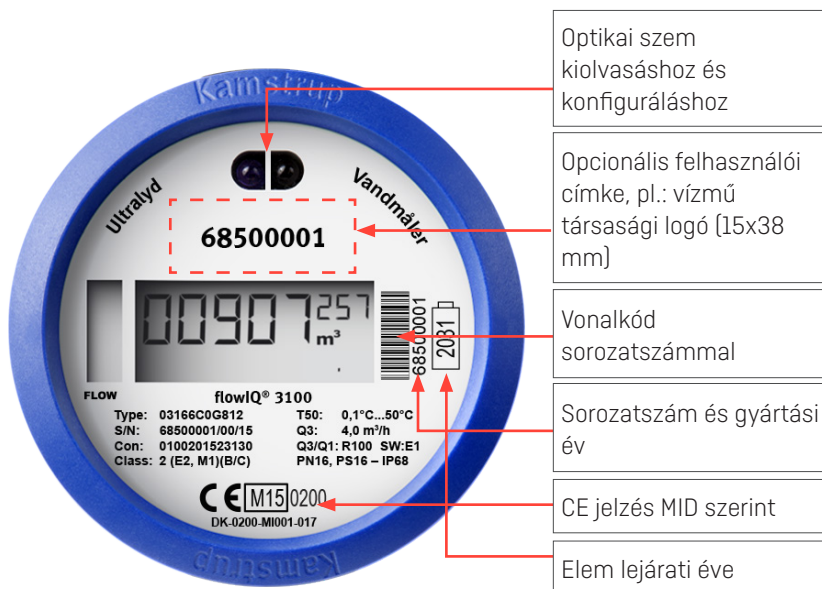 Kamstrup
Ultralyd
Vandmåler
68500001
00907257
m³
68500001
2031
FLOW
flowIQ® 3100
Type: 03166C0G812
T50: 0,1°C...50°C
S/N: 68500001/00/15
Q3: 4,0 m³/h
Con: 0100201523130
Q3/Q1: R100 SW:E1
Class: 2 (E2, M1)(B/C)
PN16, PS16 – IP68
CE M15 0200
DK-0200-MI001-017
Kamstrup
Optikai szem
kiolvasáshoz és
konfiguráláshoz
Opcionális felhasználói
címke, pl.: vízmű
társasági logó (15x38
mm)
Vonalkód
sorozatszámmal
Sorozatszám és gyártási
év
CE jelzés MID szerint
Elem lejárati éve